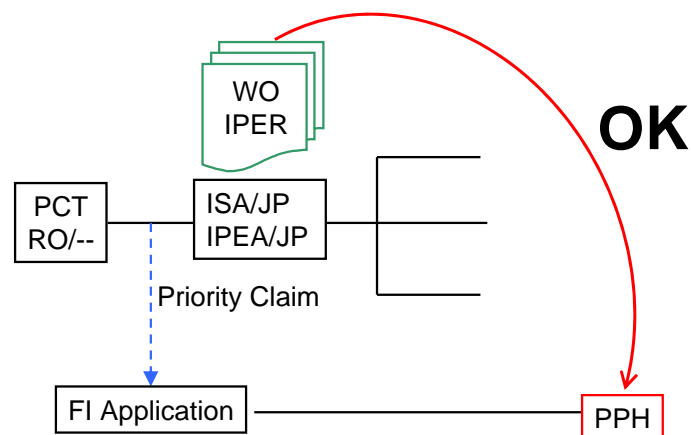 WO
IPER
OK
PCT
RO/--
ISA/JP
IPEA/JP
Priority Claim
FI Application
PPH